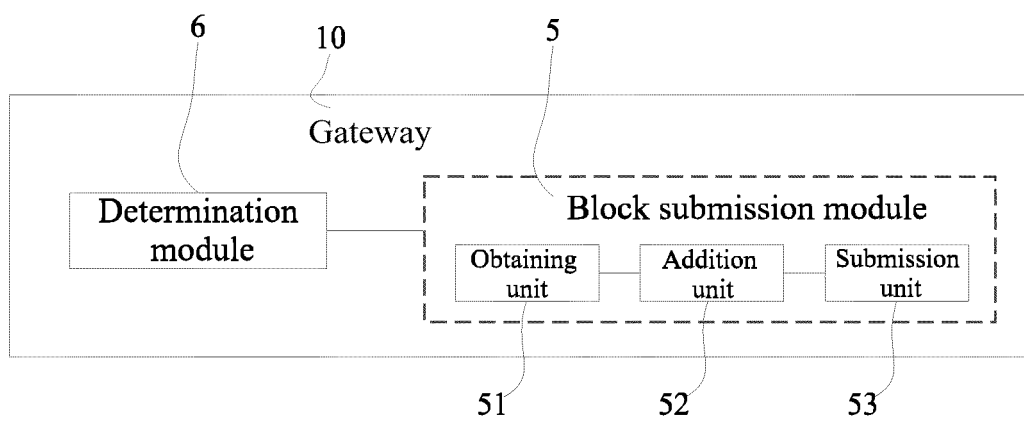 6
10
5
Gateway
Determination
module
Block submission module
Obtaining
unit
Addition
unit
Submission
unit
51
52
53